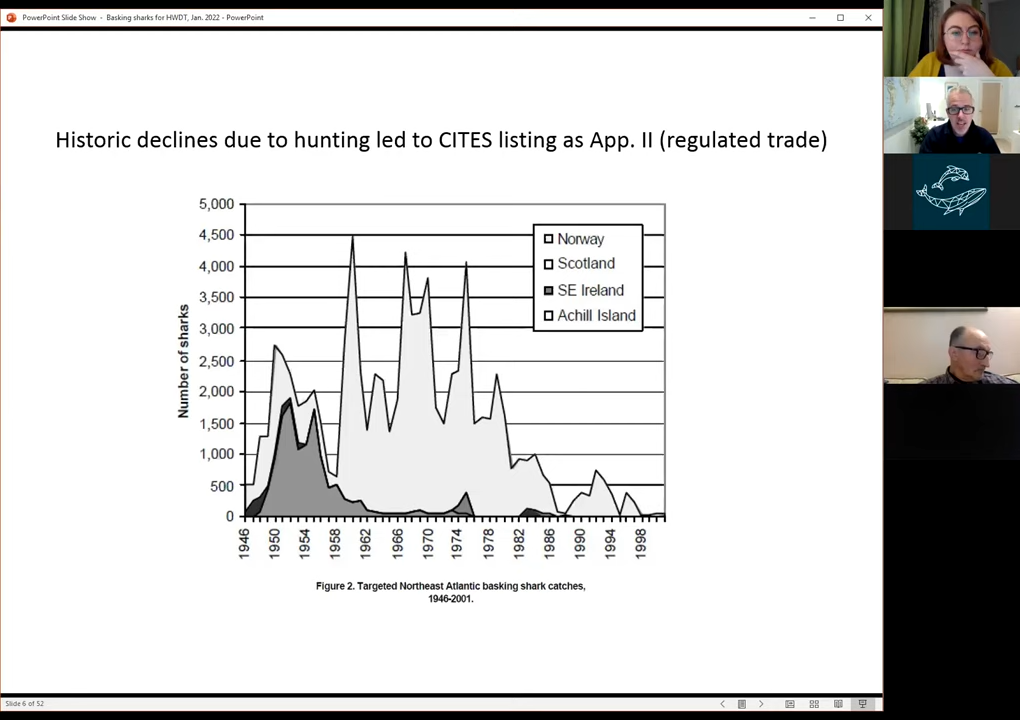 PowerPoint Slide Show - Basking sharks for HWDT, Jan. 2022 - PowerPoint
Historic declines due to hunting led to CITES listing as App. II (regulated trade)
5,000
4,500
4,000
3,500
3,000
2,500
2,000
1,500
1,000
500
0
Number of sharks
Norway
Scotland
SE Ireland
Achill Island
1946
1950
1954
1958
1962
1966
1970
1974
1978
1982
1986
1990
1994
1998
Figure 2. Targeted Northeast Atlantic basking shark catches,
1946-2001.
Slide 6 of 52